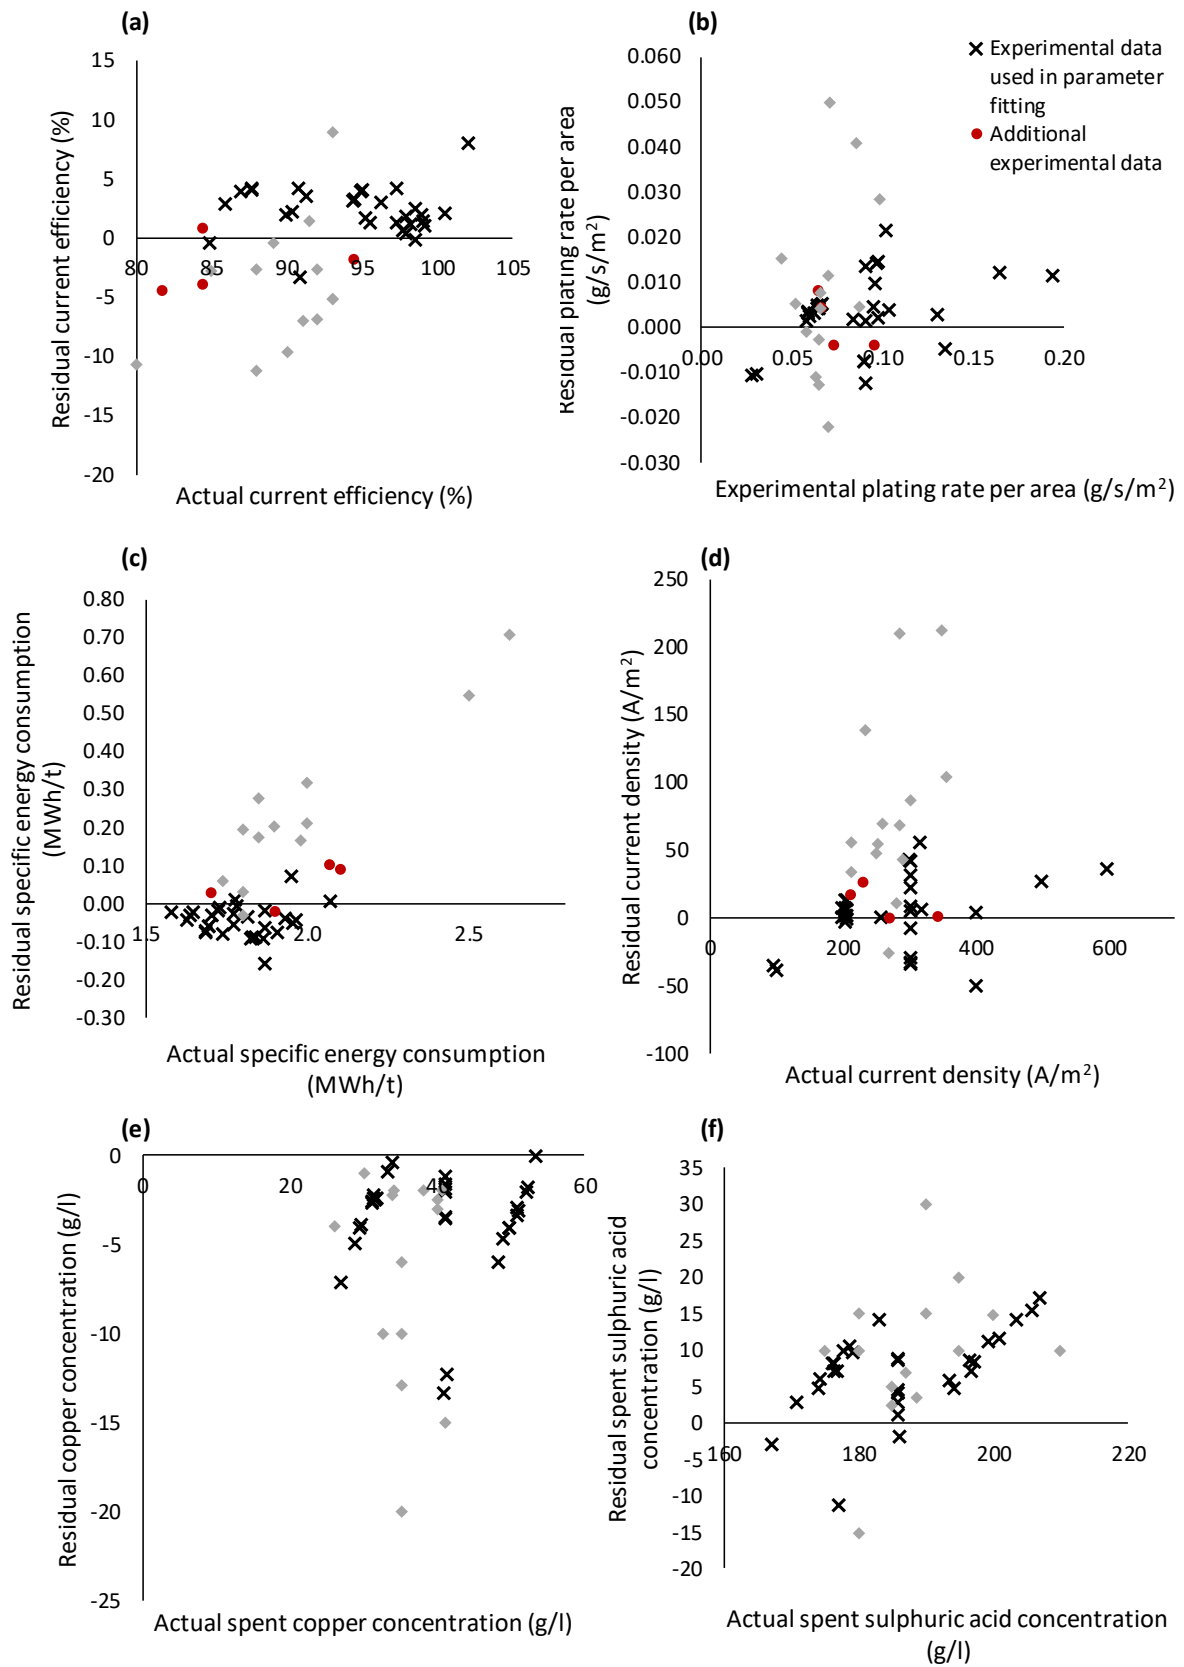 (a)
15
10
5
0
-5
-10
-15
-20
80
85
90
95
100
105
Residual current efficiency (%)
Actual current efficiency (%)
(b)
0.060
0.050
0.040
0.030
0.020
0.010
0.000
-0.010
-0.020
-0.030
0.00
0.05
0.10
0.15
0.20
Residual plating rate per area
(g/s/m²)
Experimental plating rate per area (g/s/m²)
Experimental data
used in parameter
fitting
Additional
experimental data
(c)
0.80
0.70
0.60
0.50
0.40
0.30
0.20
0.10
0.00
-0.10
-0.20
-0.30
1.5
2.0
2.5
Residual specific energy consumption
(MWh/t)
Actual specific energy consumption
(MWh/t)
(d)
250
200
150
100
50
0
-50
-100
0
200
400
600
Residual current density (A/m²)
Actual current density (A/m²)
(e)
0
-5
-10
-15
-20
-25
0
20
40
60
Residual copper concentration (g/l)
Actual spent copper concentration (g/l)
(f)
35
30
25
20
15
10
5
0
-5
-10
-15
-20
160
180
200
220
Residual spent sulphuric acid
concentration (g/l)
Actual spent sulphuric acid concentration
(g/l)